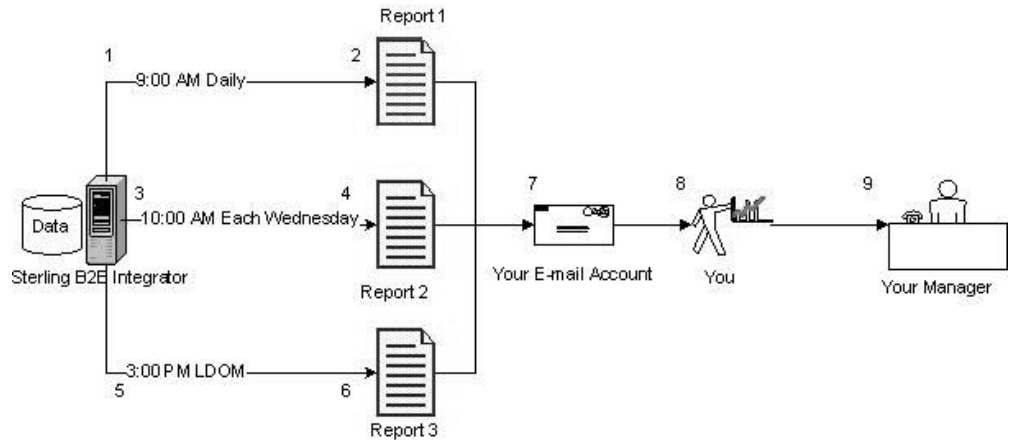 Report 1
1
2
9:00 AM Daily
3
4
7
8
9
Data
10:00 AM Each Wednesday
Sterling B2B Integrator
Your E-mail Account
You
Your Manager
Report 2
3:00 PM LDOM
5
6
Report 3